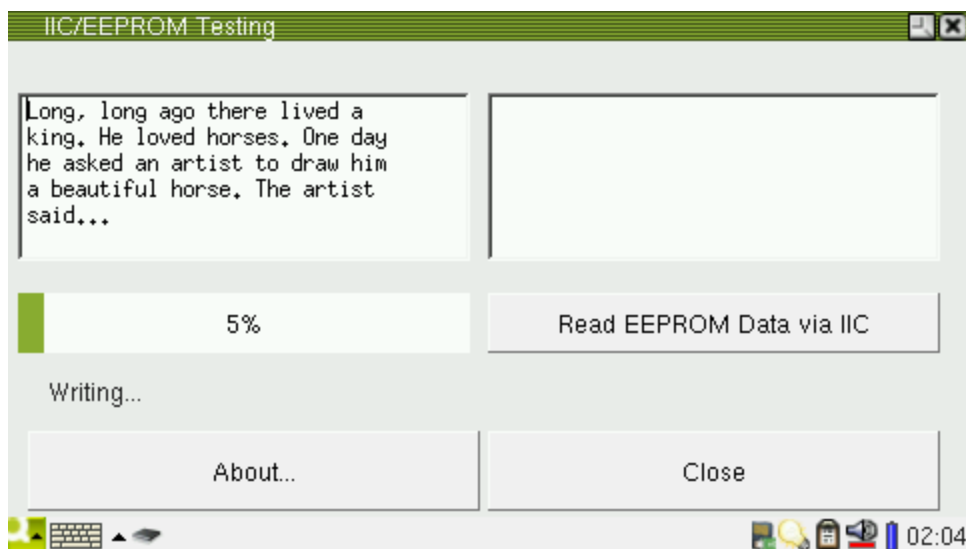 IIC/EEPROM Testing
Long, long ago there lived a
king. He loved horses. One day
he asked an artist to draw him
a beautiful horse. The artist
said...
5%
Read EEPROM Data via IIC
Writing...
About...
Close
02:04